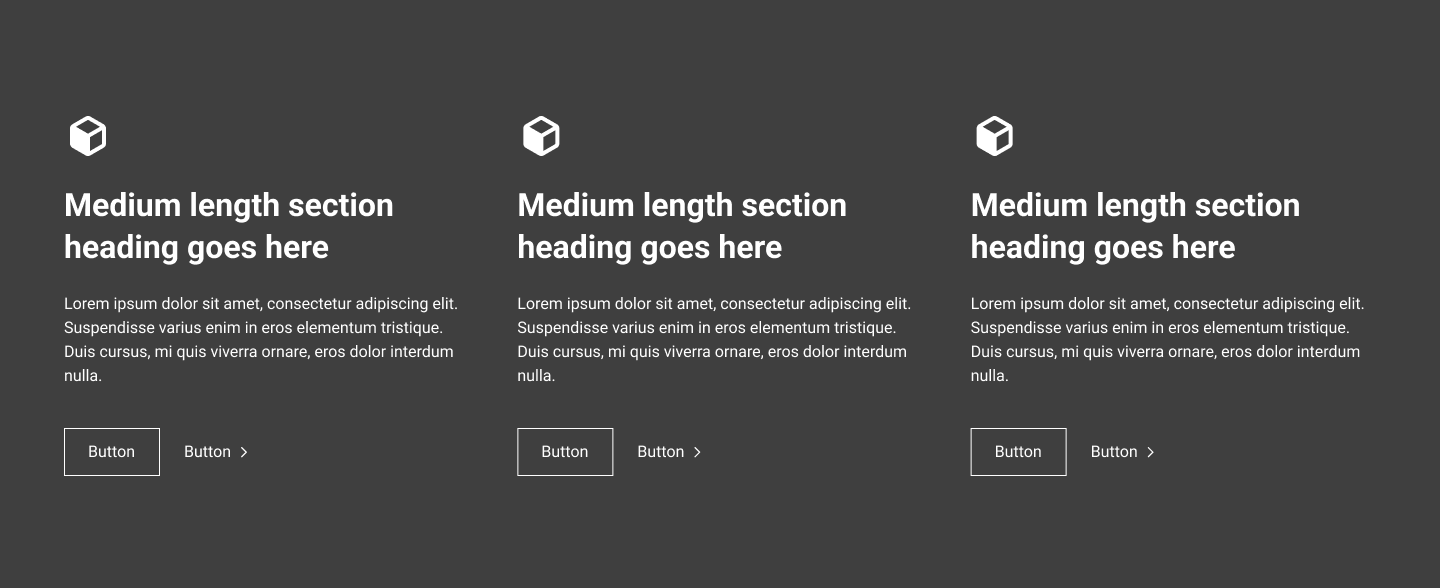 Medium length section
heading goes here
Lorem ipsum dolor sit amet, consectetur adipiscing elit.
Suspendisse varius enim in eros elementum tristique.
Duis cursus, mi quis viverra ornare, eros dolor interdum
nulla.
Button
Button
Medium length section
heading goes here
Lorem ipsum dolor sit amet, consectetur adipiscing elit.
Suspendisse varius enim in eros elementum tristique.
Duis cursus, mi quis viverra ornare, eros dolor interdum
nulla.
Button
Button
Medium length section
heading goes here
Lorem ipsum dolor sit amet, consectetur adipiscing elit.
Suspendisse varius enim in eros elementum tristique.
Duis cursus, mi quis viverra ornare, eros dolor interdum
nulla.
Button
Button